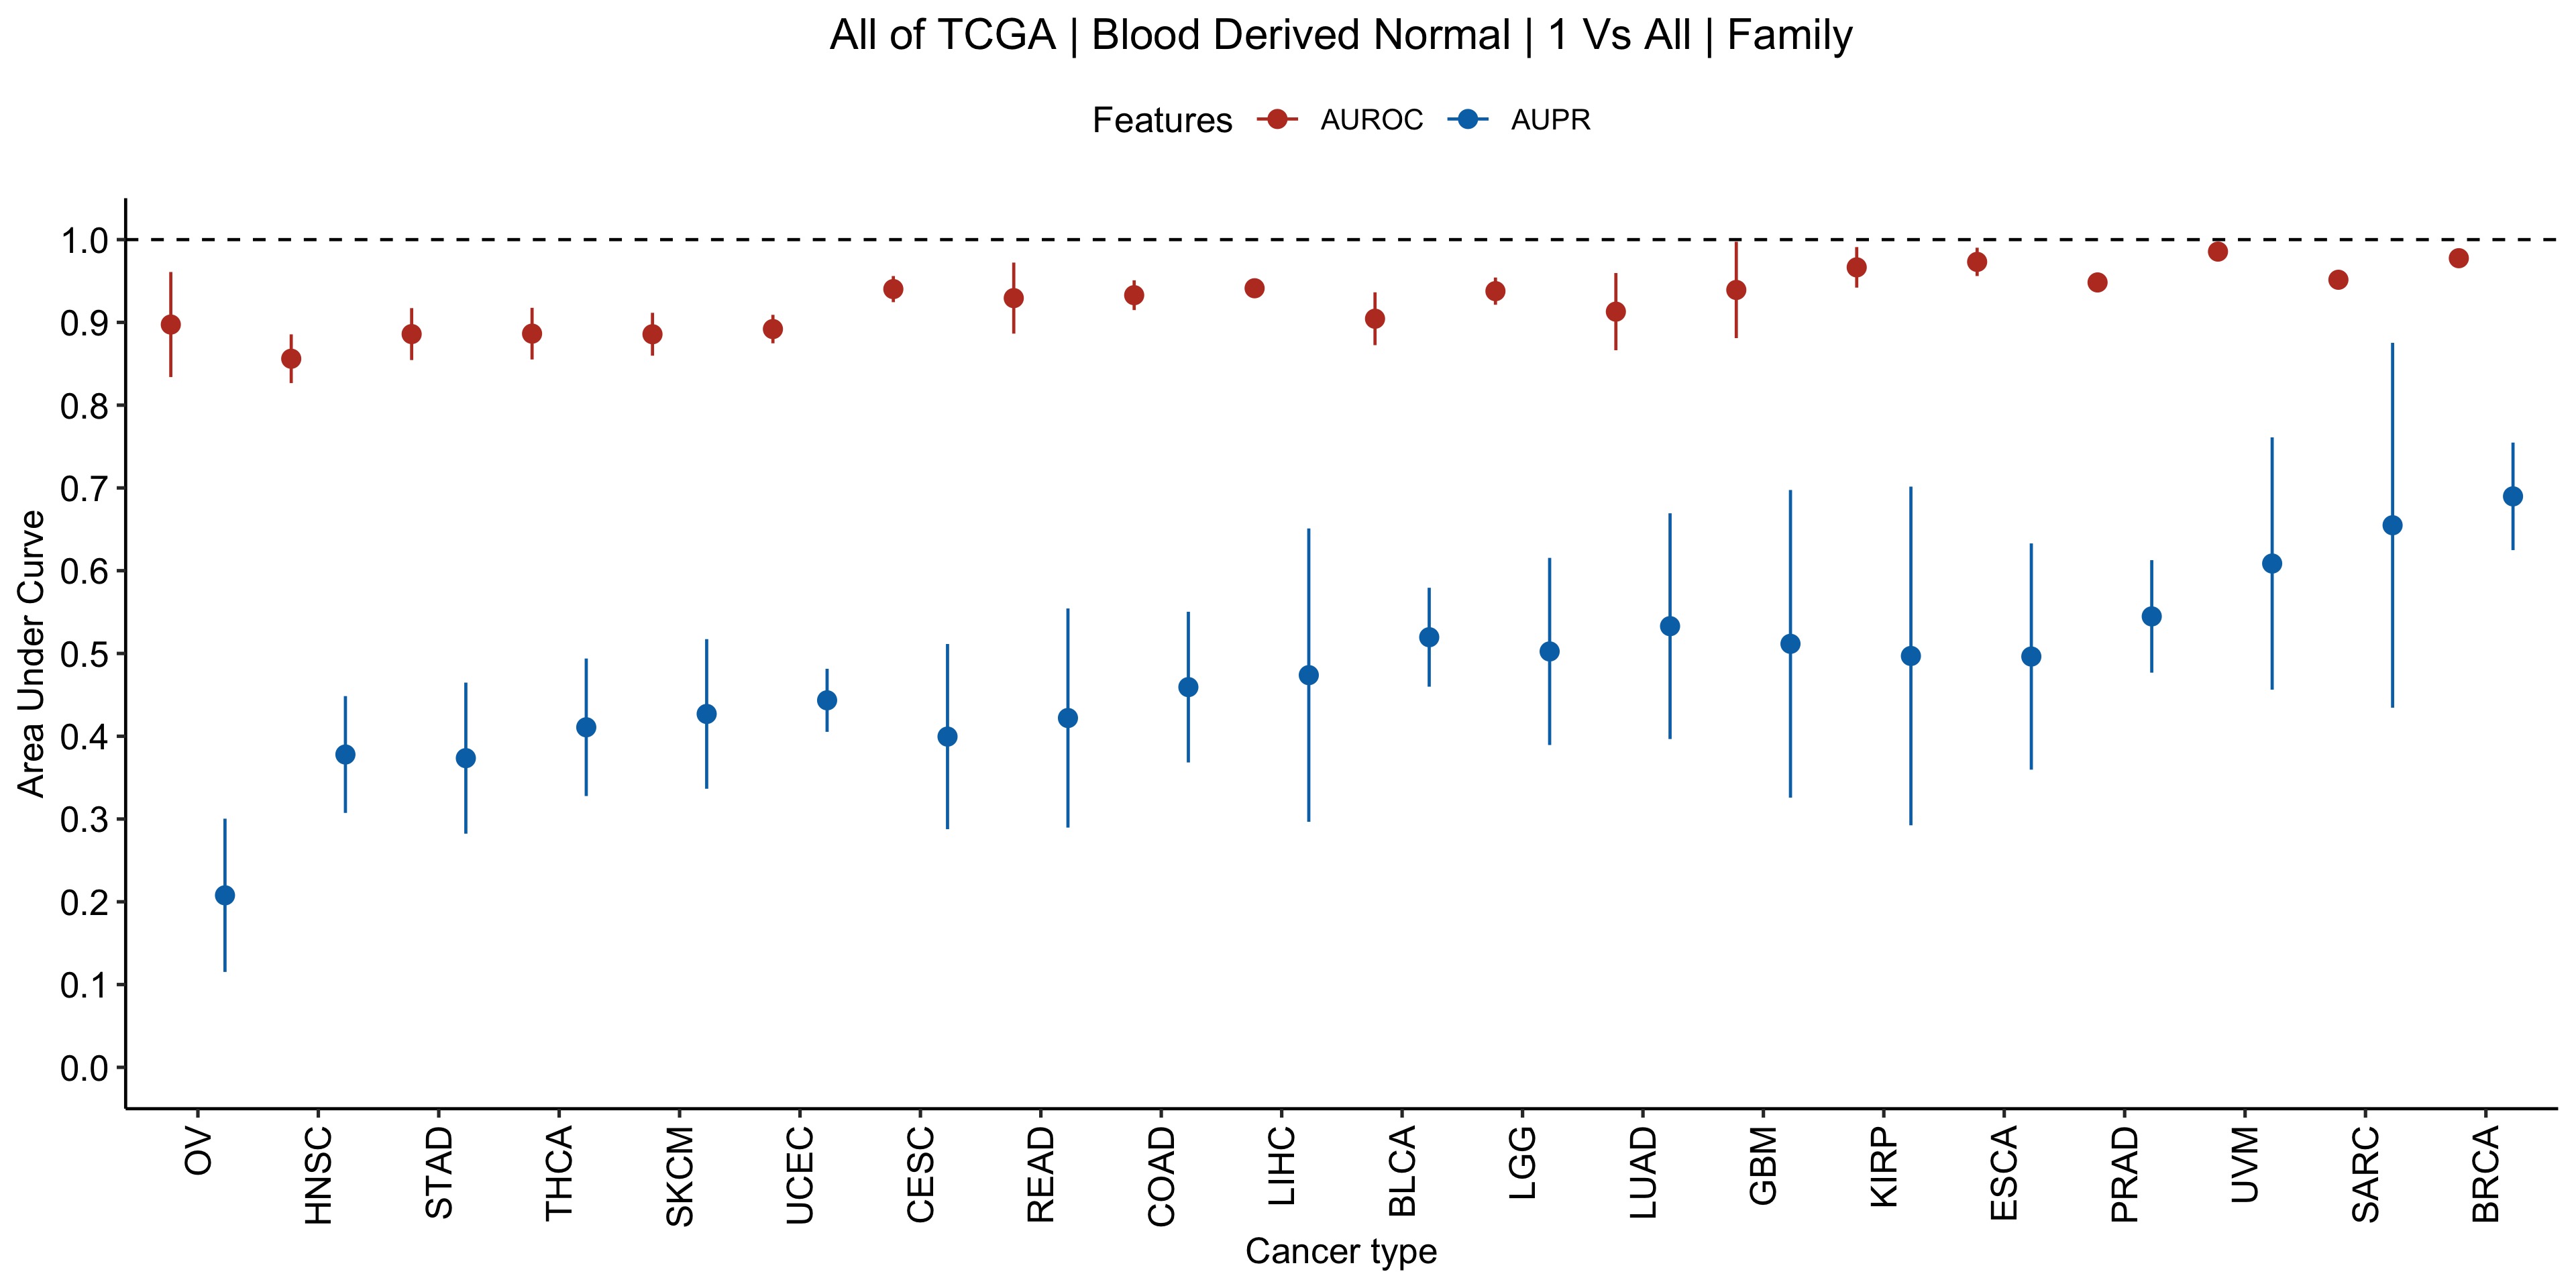 All of TCGA | Blood Derived Normal | 1 Vs All | Family
Features AUROC AUPR
Area Under Curve
1.0
0.9
0.8
0.7
0.6
0.5
0.4
0.3
0.2
0.1
0.0
OV
HNSC
STAD
THCA
SKCM
UCEC
CESC
READ
COAD
LIHC
BLCA
LGG
LUAD
GBM
KIRP
ESCA
PRAD
UVM
SARC
BRCA
Cancer type